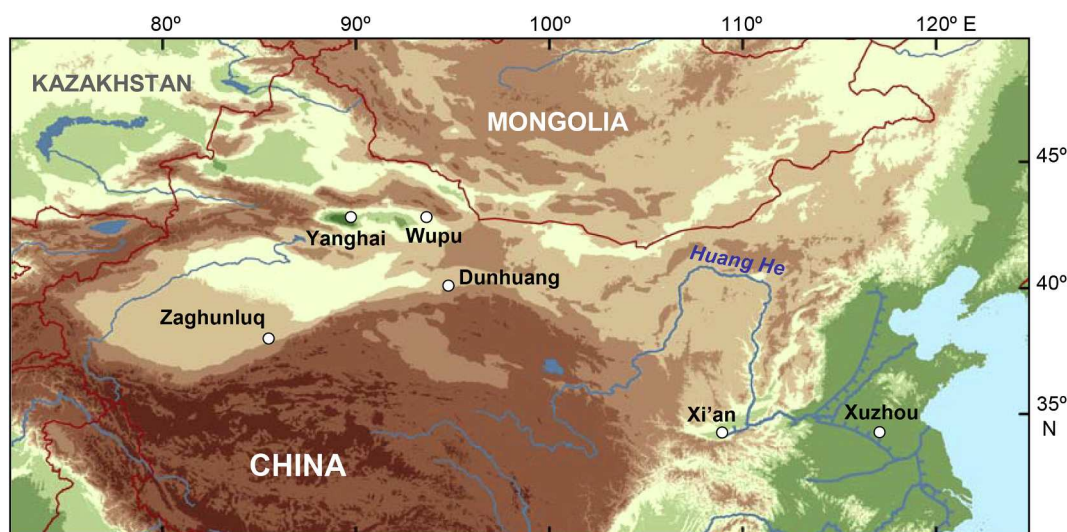 80º 90º 100º 110º 120º E
KAZAKHSTAN
MONGOLIA
45º
Yanghai
Wupu
Huang He
Dunhuang
40º
Zaghunluq
Xi’an
Xuzhou
35º
N
CHINA